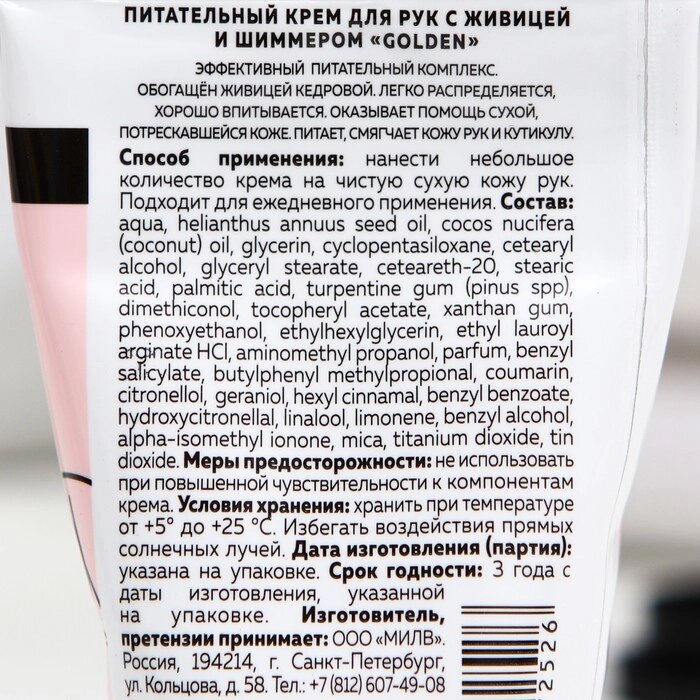 ПИТАТЕЛЬНЫЙ КРЕМ ДЛЯ РУК С ЖИВИЦЕЙ
И ШИММЕРОМ «GOLDEN»
ЭФФЕКТИВНЫЙ ПИТАТЕЛЬНЫЙ КОМПЛЕКС.
ОБОГАЩЁН ЖИВИЦЕЙ КЕДРОВОЙ. ЛЕГКО РАСПРЕДЕЛЯЕТСЯ,
ХОРОШО ВПИТЫВАЕТСЯ. ОКАЗЫВАЕТ ПОМОЩЬ СУХОЙ,
ПОТРЕСКАВШЕЙСЯ КОЖЕ. ПИТАЕТ, СМЯГЧАЕТ КОЖУ РУК И КУТИКУЛУ.
Способ применения: нанести небольшое
количество крема на чистую сухую кожу рук.
Подходит для ежедневного применения. Состав:
aqua, helianthus annuus seed oil, cocos nucifera
(coconut) oil, glycerin, cyclopentasiloxane, cetearyl
alcohol, glyceryl stearate, ceteareth-20, stearic
acid, palmitic acid, turpentine gum (pinus spp),
dimethiconol, tocopheryl acetate, xanthan gum,
phenoxyethanol, ethylhexylglycerin, ethyl lauroyl
arginate HCl, aminomethyl propanol, parfum, benzyl
salicylate, butylphenyl methylpropional, coumarin,
citronellol, geraniol, hexyl cinnamal, benzyl benzoate,
hydroxycitronellal, linalool, limonene, benzyl alcohol,
alpha-isomethyl ionone, mica, titanium dioxide, tin
dioxide. Меры предосторожности: не использовать
при повышенной чувствительности к компонентам
крема. Условия хранения: хранить при температуре
от +5° до +25 °С. Избегать воздействия прямых
солнечных лучей. Дата изготовления (партия):
указана на упаковке. Срок годности: 3 года с
даты изготовления, указанной
на упаковке. Изготовитель,
претензии принимает: ООО «МИЛВ».
Россия, 194214, г. Санкт-Петербург,
ул. Кольцова, д. 58. Тел.: +7 (812) 607-49-08
2526